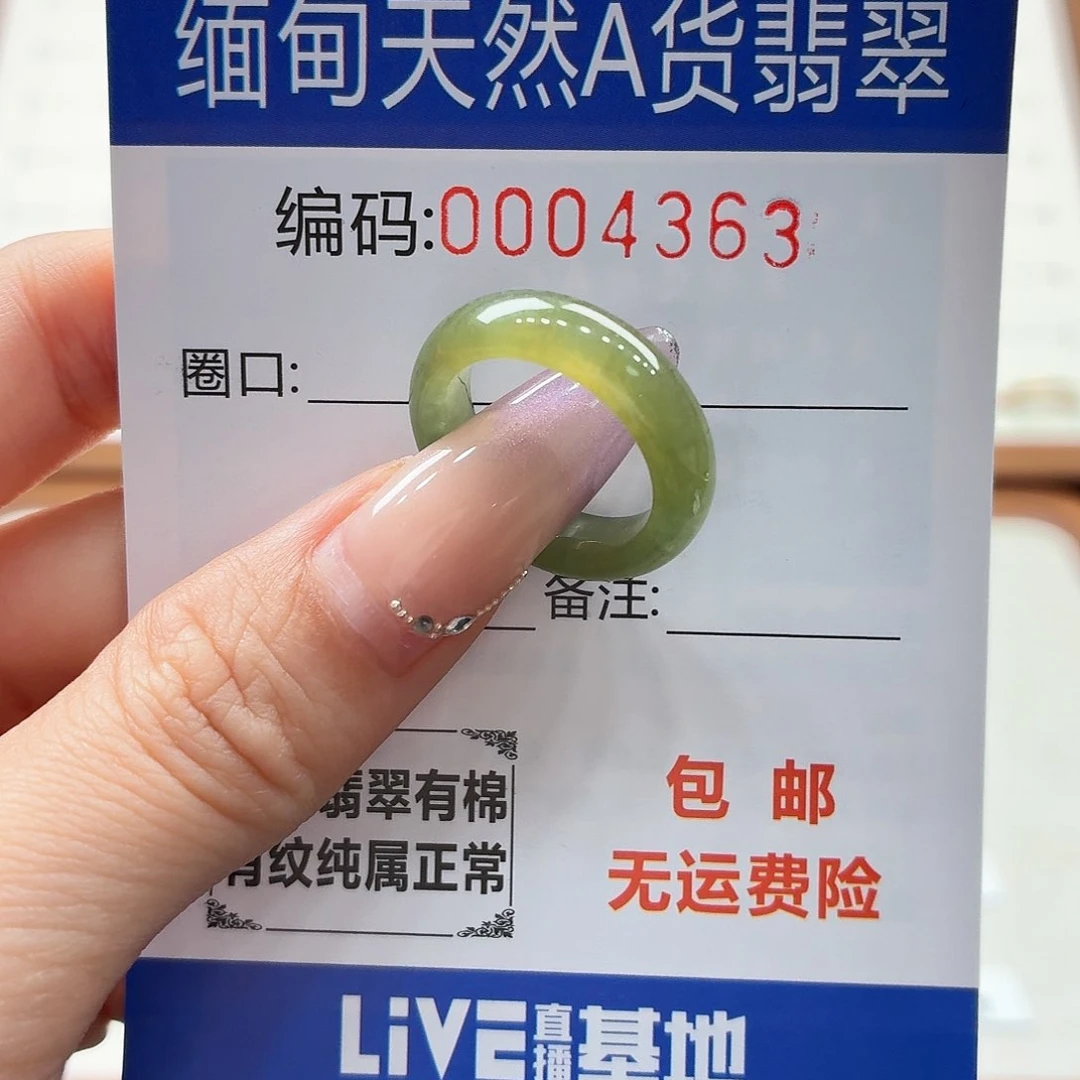 缅甸天然A货翡翠
编码:0004363
圈口:
备注:
翡翠有棉
有纹纯属正常
包邮
无运费险
LiVE直播基地